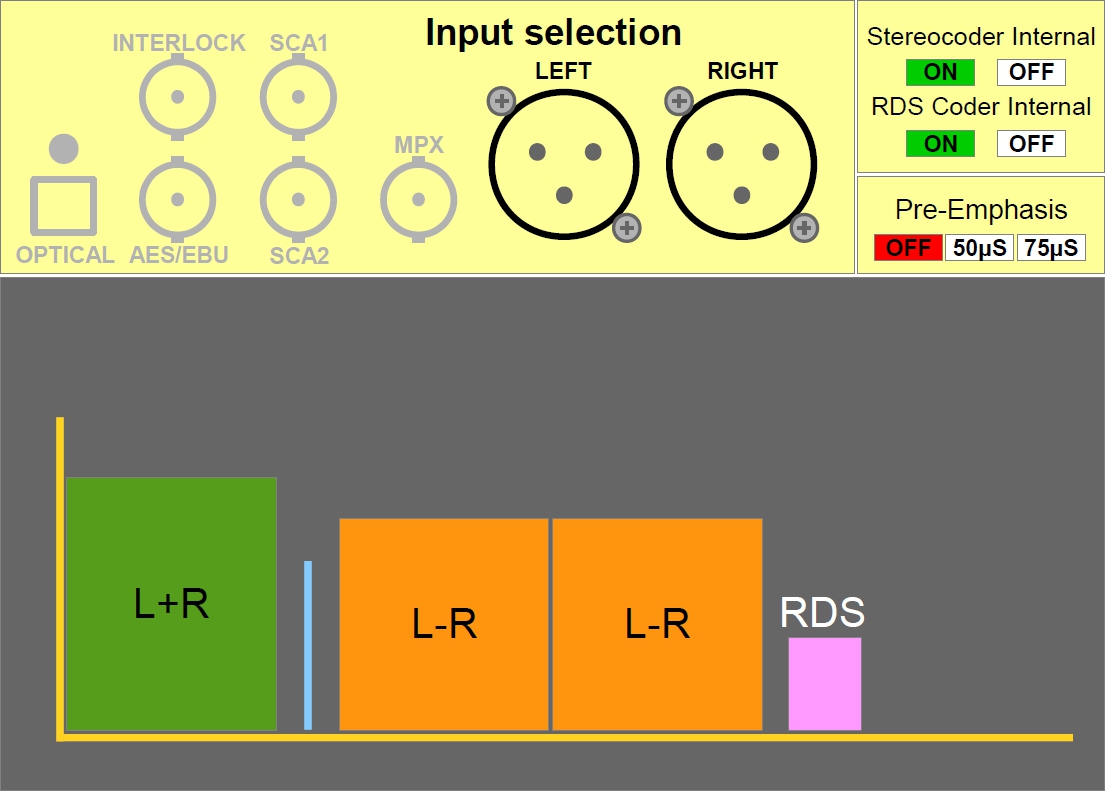 Input selection
INTERLOCK SCA1
LEFT RIGHT
MPX
OPTICAL AES/EBU SCA2
Stereocoder Internal
ON OFF
RDS Coder Internal
ON OFF
Pre-Emphasis
OFF 50µS 75µS
L+R
L-R
L-R
RDS